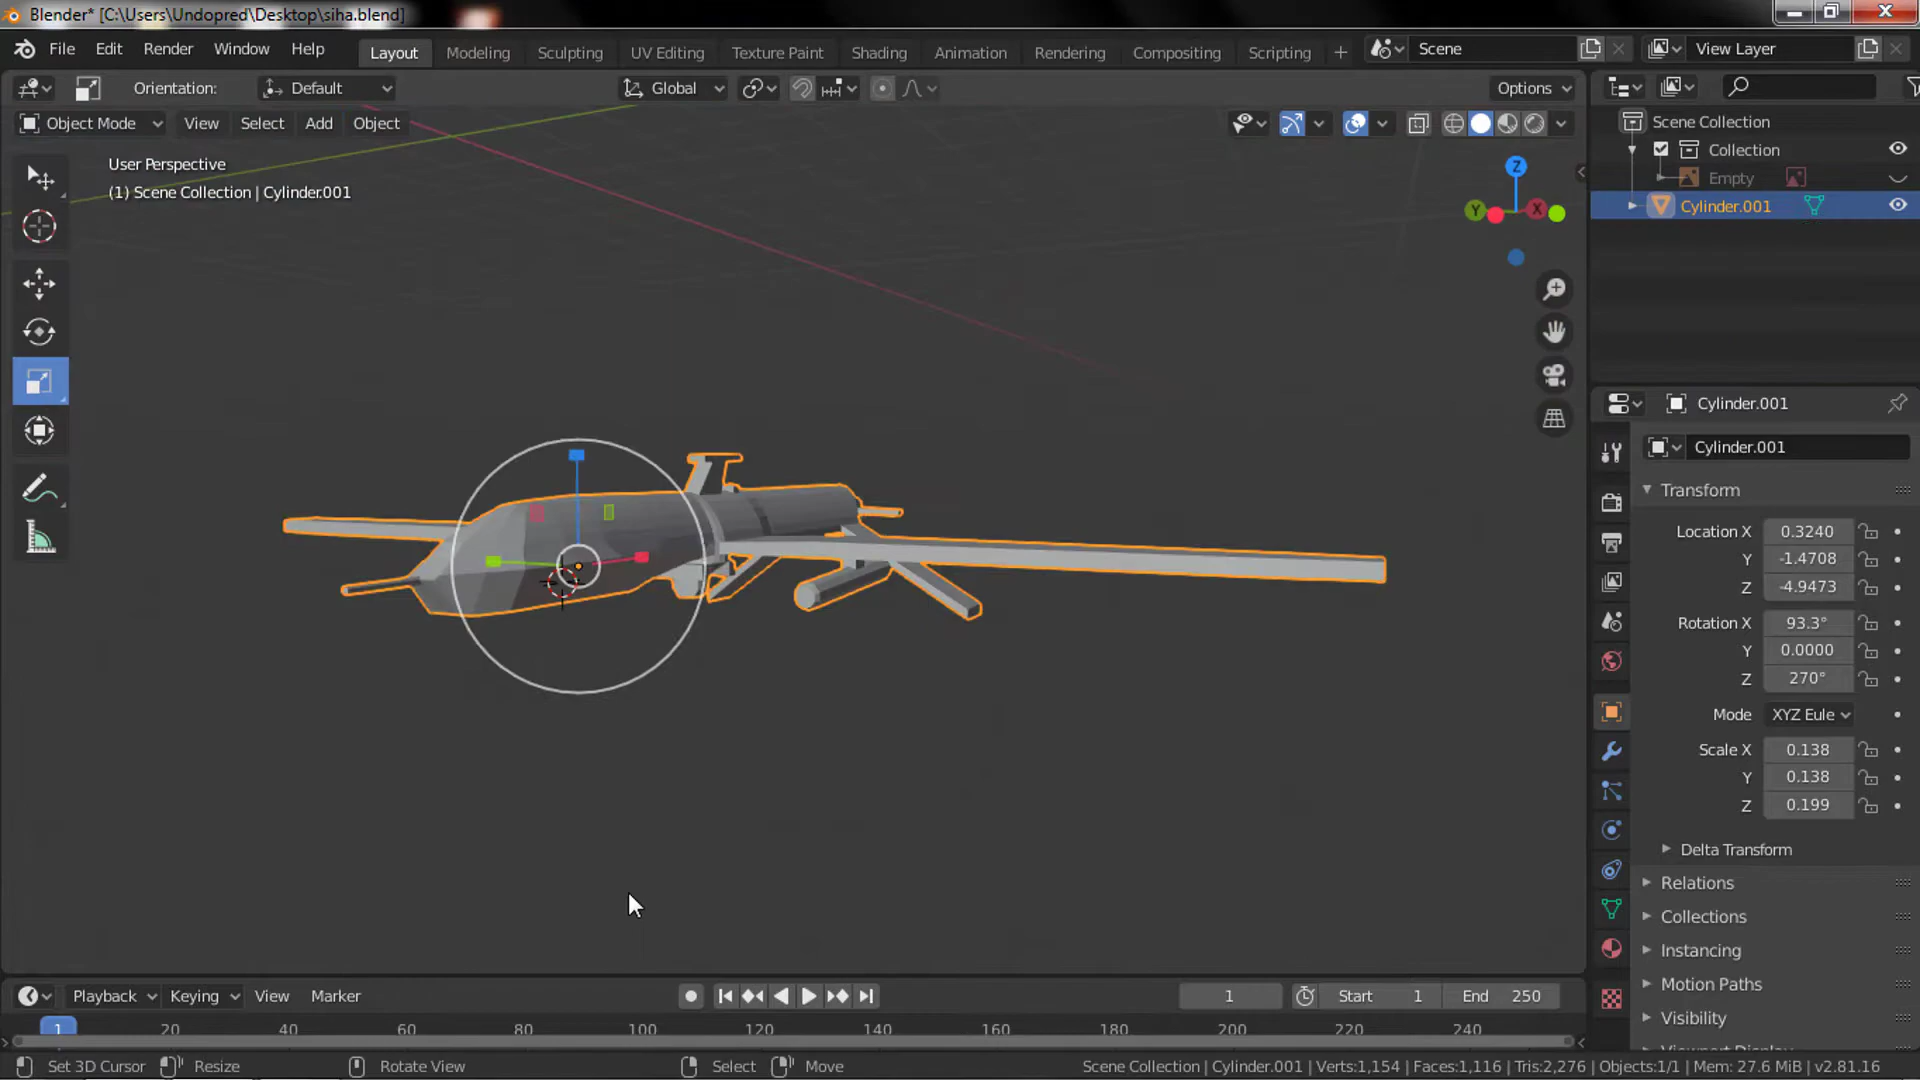 Blender* [C:\Users\Undopred\Desktop\siha.blend]
File Edit Render Window Help Layout Modeling Sculpting UV Editing Texture Paint Shading Animation Rendering Compositing Scripting + Scene View Layer
Orientation: Default Global Options
Object Mode View Select Add Object
User Perspective
(1) Scene Collection | Cylinder.001
Z
Y X
Scene Collection
Collection
Empty
Cylinder.001
Cylinder.001
Cylinder.001
Transform
Location X 0.3240
Y -1.4708
Z -4.9473
Rotation X 93.3°
Y 0.0000
Z 270°
Mode XYZ Eule
Scale X 0.138
Y 0.138
Z 0.199
Delta Transform
Relations
Collections
Instancing
Motion Paths
Visibility
Playback Keying View Marker 1 Start 1 End 250
1 20 40 60 80 100 120 140 160 180 200 220 240
Set 3D Cursor Resize Rotate View Select Move Scene Collection | Cylinder.001 | Verts:1,154 | Faces:1,116 | Tris:2,276 | Objects:1/1 | Mem: 27.6 MiB | v2.81.16